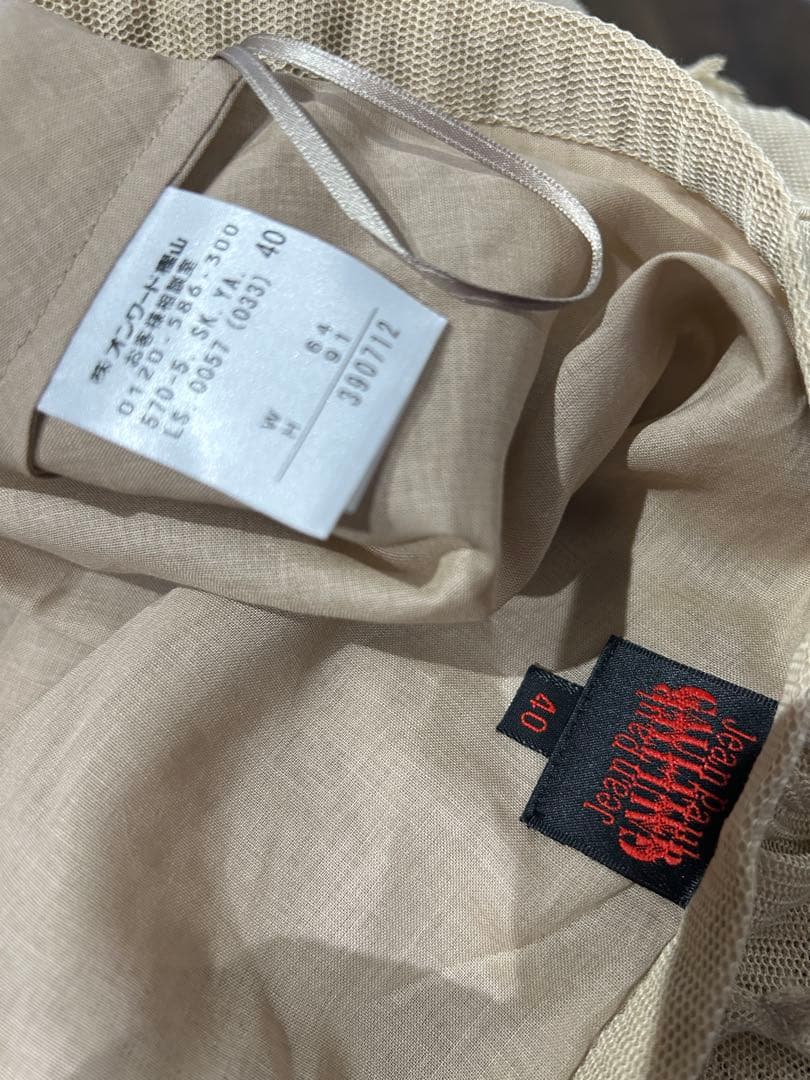 株 オンワード樫山
お客様相談室
0120-586-300
570-5. SK. YA.
LS. 0057 (033) 40
W 64
H 91
390712
40
Jean Paul
GAULTIER